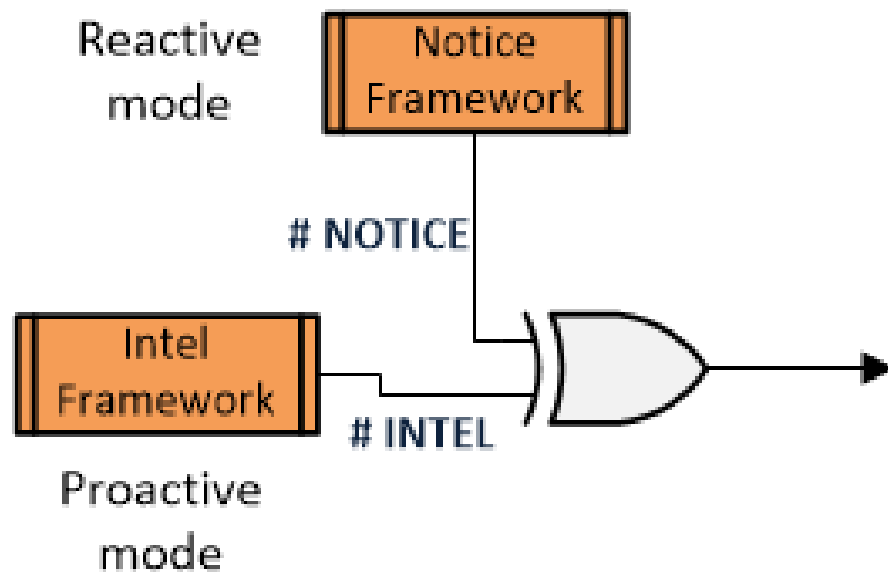 Reactive
mode
Notice
Framework
# NOTICE
Intel
Framework
# INTEL
Proactive
mode